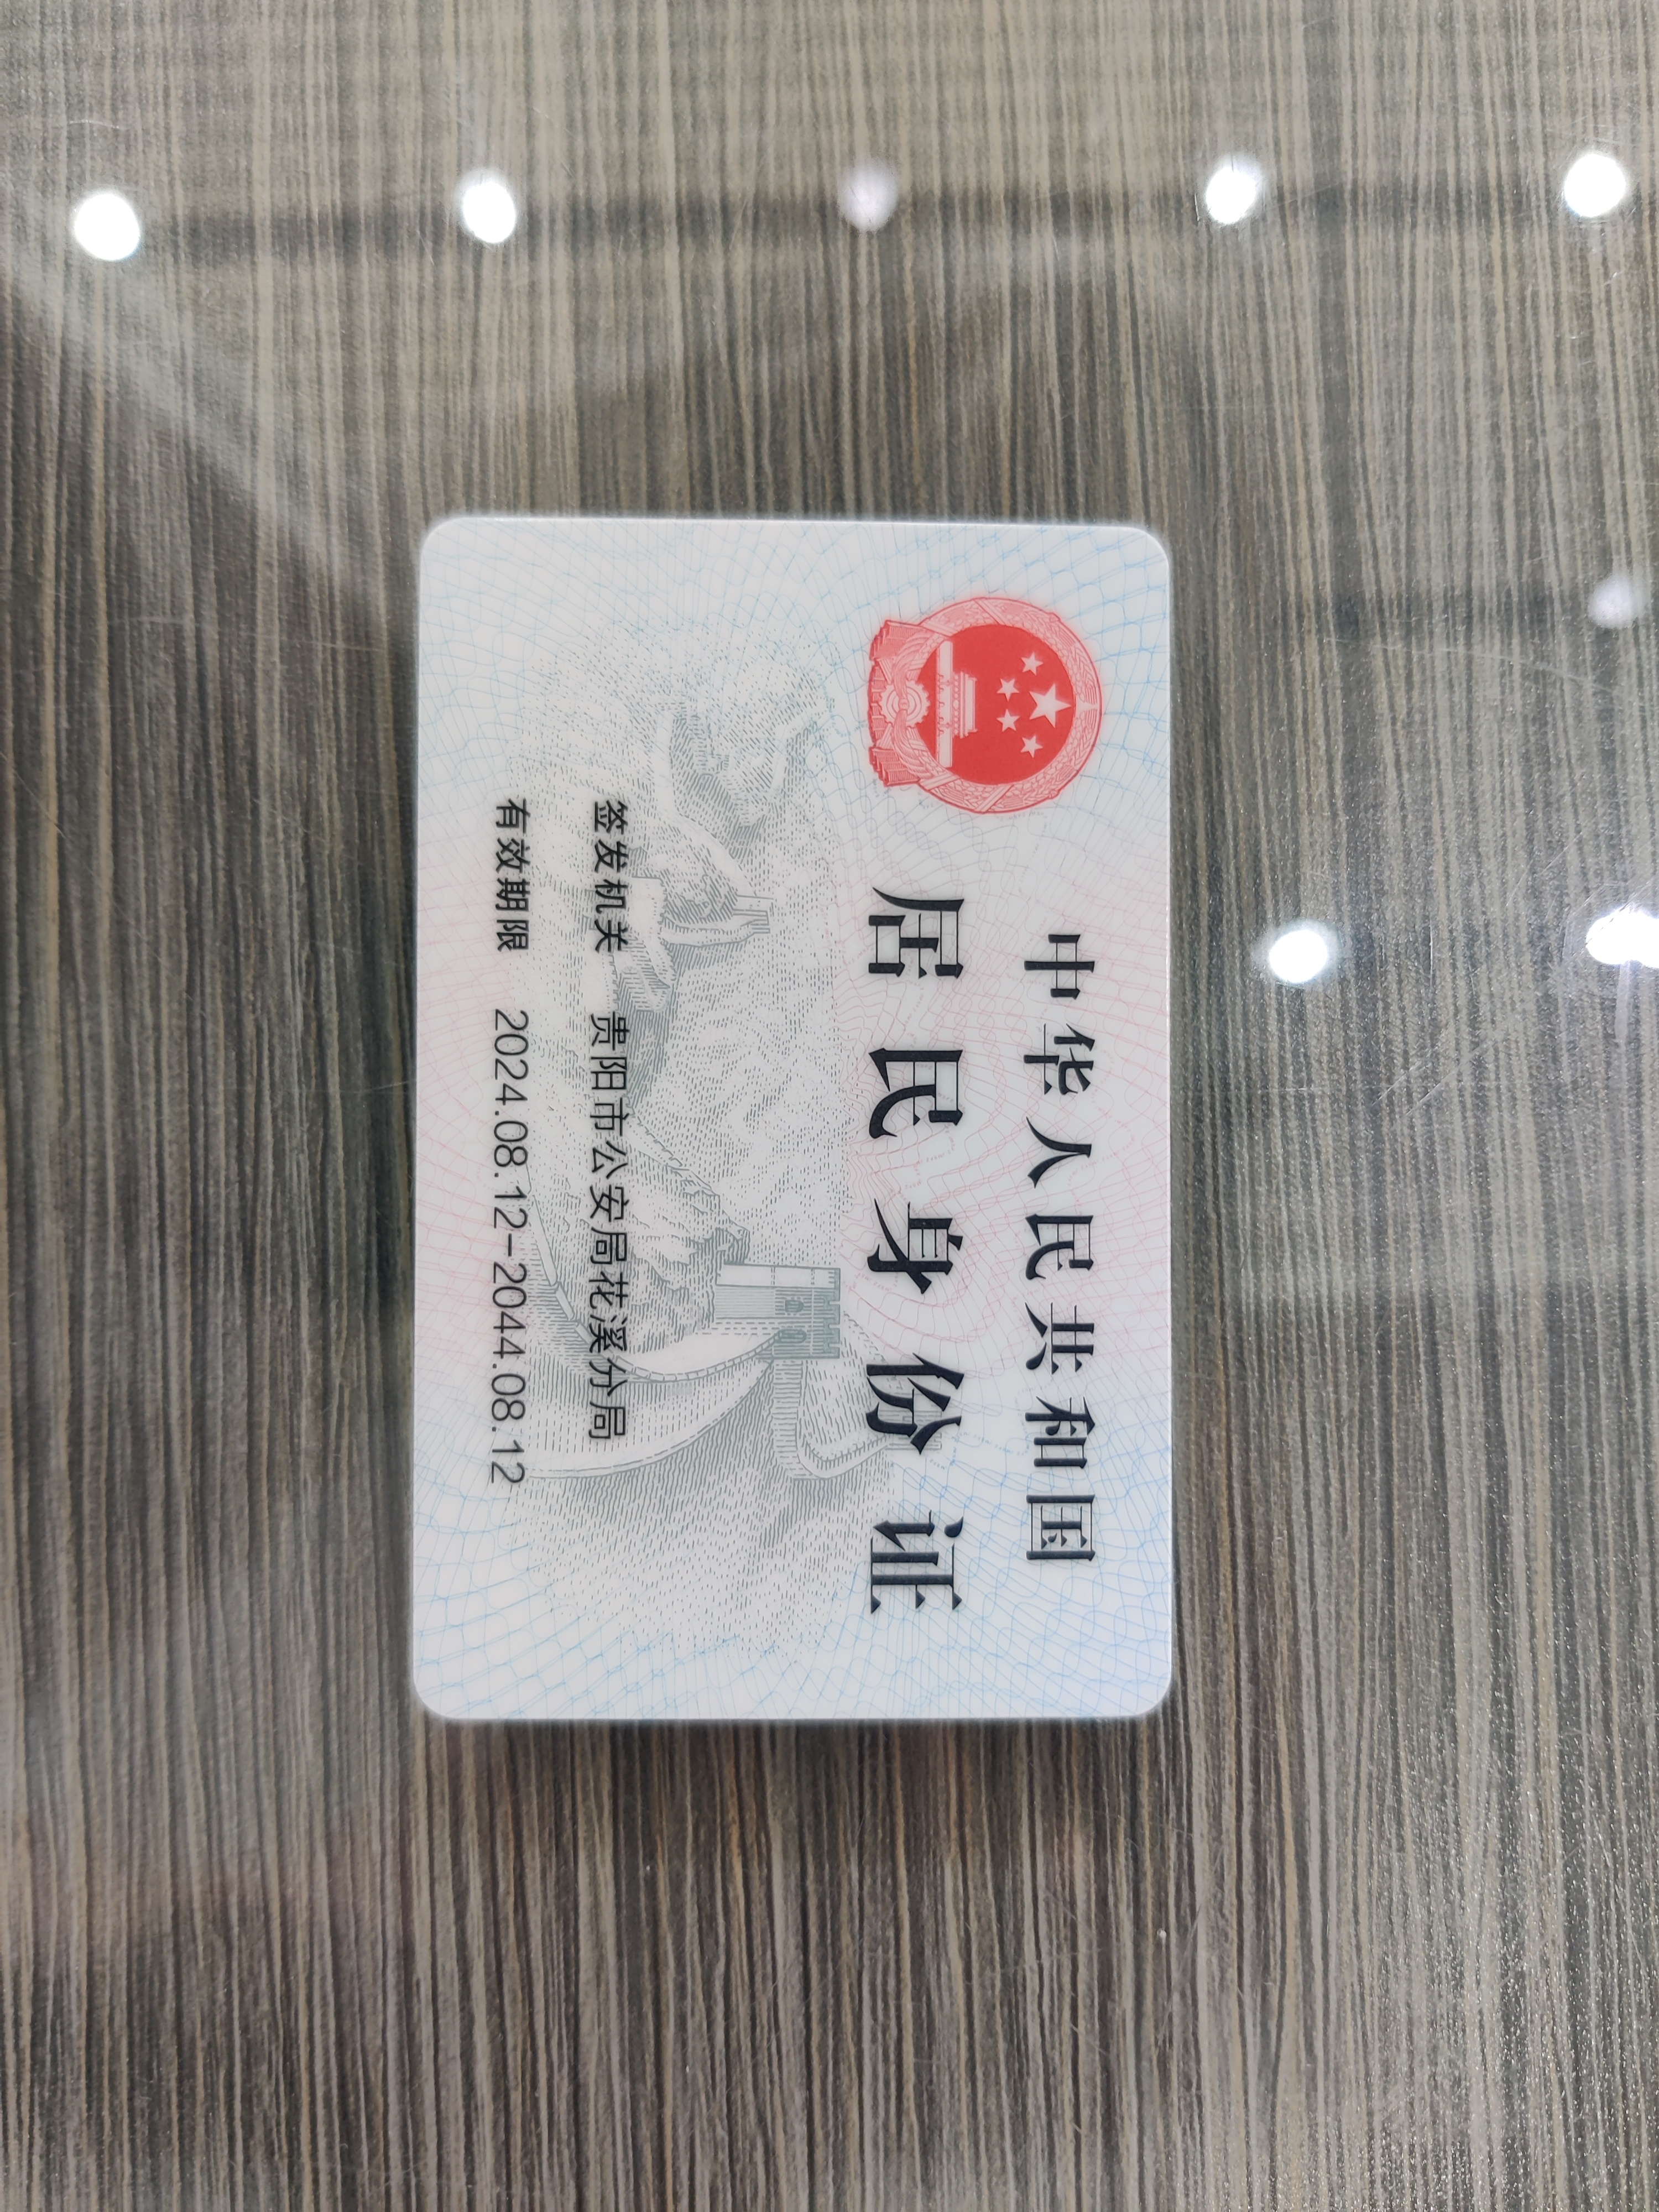 中华人民共和国
居民身份证
签发机关 贵阳市公安局花溪分局
有效期限 2024.08.12-2044.08.12